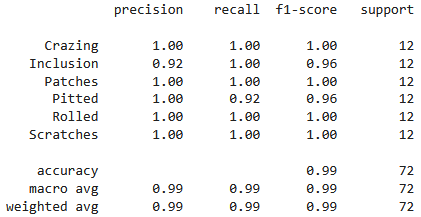 precision recall f1-score support
Crazing 1.00 1.00 1.00 12
Inclusion 0.92 1.00 0.96 12
Patches 1.00 1.00 1.00 12
Pitted 1.00 0.92 0.96 12
Rolled 1.00 1.00 1.00 12
Scratches 1.00 1.00 1.00 12
accuracy 0.99 72
macro avg 0.99 0.99 0.99 72
weighted avg 0.99 0.99 0.99 72